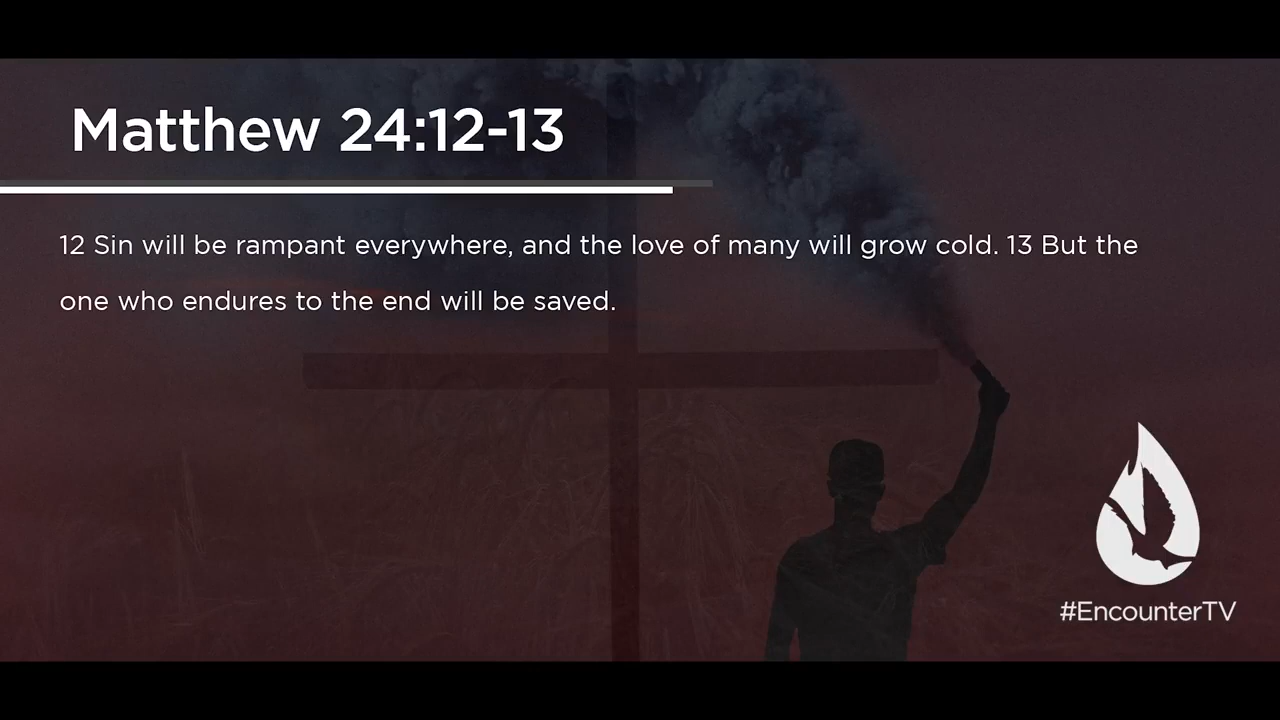 Matthew 24:12-13
12 Sin will be rampant everywhere, and the love of many will grow cold. 13 But the
one who endures to the end will be saved.
#EncounterTV